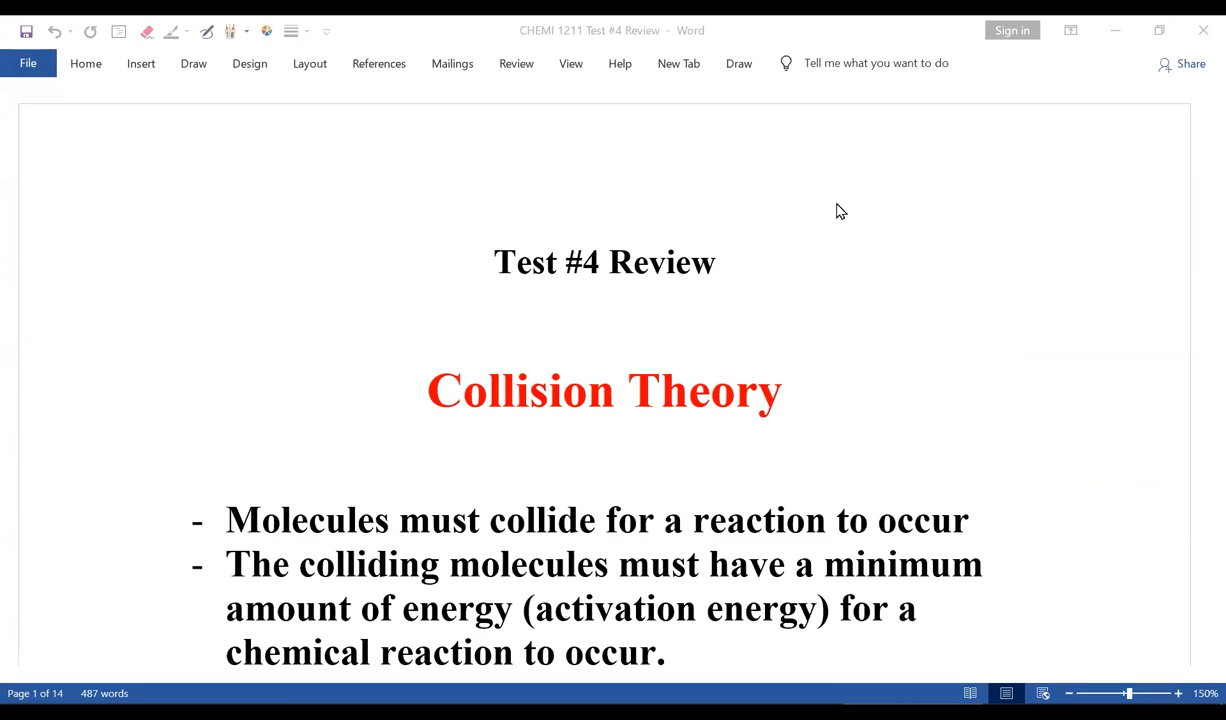 CHEMI 1211 Test #4 Review - Word
Sign in
File Home Insert Draw Design Layout References Mailings Review View Help New Tab Draw Tell me what you want to do Share
Test #4 Review
Collision Theory
- Molecules must collide for a reaction to occur
- The colliding molecules must have a minimum
amount of energy (activation energy) for a
chemical reaction to occur.
Page 1 of 14 487 words 150%